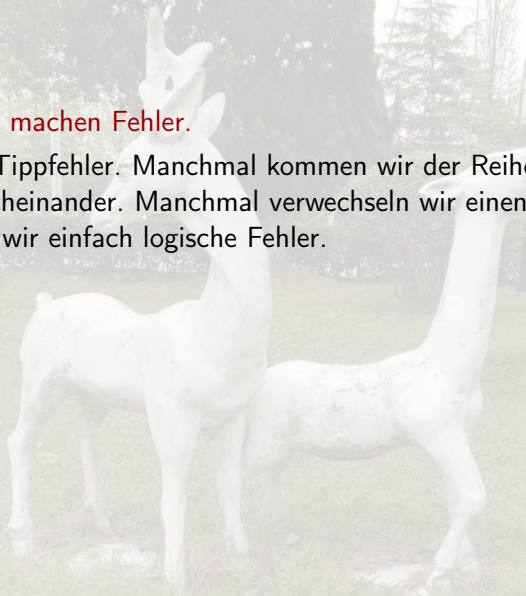 machen Fehler.
Tippfehler. Manchmal kommen wir der Reihe
heinander. Manchmal verwechseln wir einen
wir einfach logische Fehler.